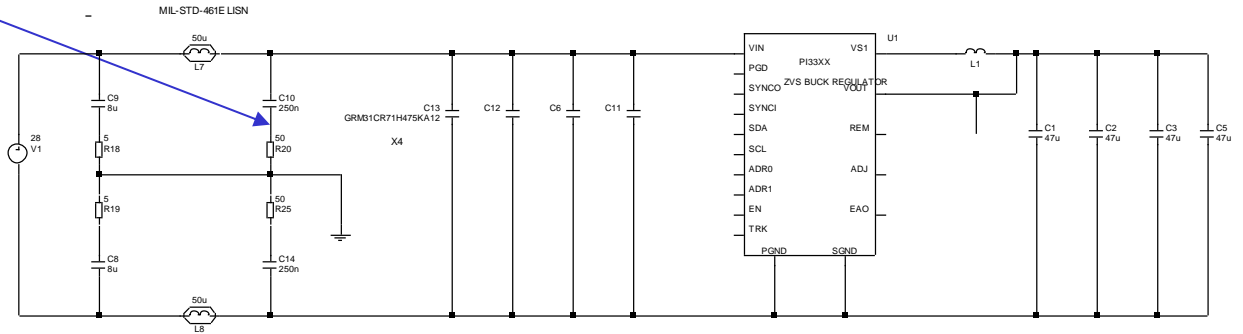 MIL-STD-461E LISN
50u
L7
28
V1
C9
8u
5
R18
5
R19
C8
8u
50u
L8
C10
250n
50
R20
50
R25
C14
250n
C13
GRM31CR71H475KA12
X4
C12
C6
C11
U1
VIN
PGD
SYNCO
SYNCI
SDA
SCL
ADR0
ADR1
EN
TRK
PI33XX
ZVS BUCK REGULATOR
VS1
VOUT
REM
ADJ
EAO
PGND
SGND
L1
C1
47u
C2
47u
C3
47u
C5
47u